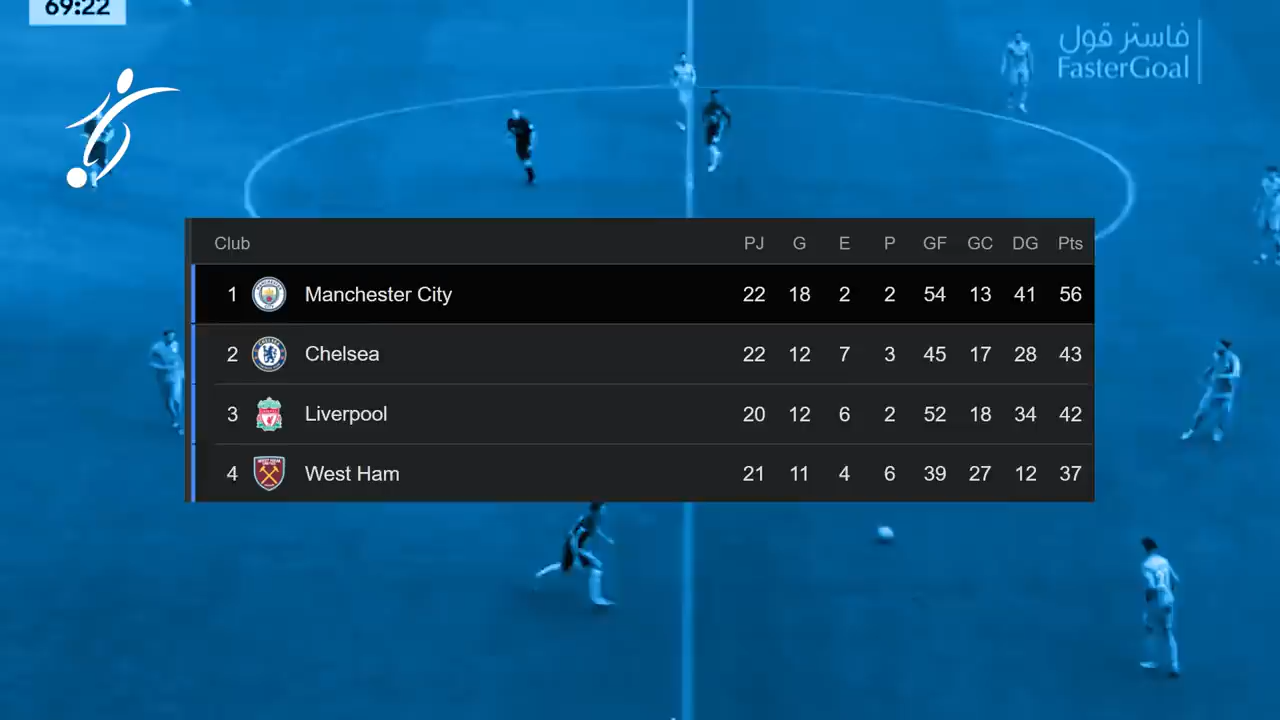 69:22
فاستر قول
FasterGoal
Club PJ G E P GF GC DG Pts
1 Manchester City 22 18 2 2 54 13 41 56
2 Chelsea 22 12 7 3 45 17 28 43
3 Liverpool 20 12 6 2 52 18 34 42
4 West Ham 21 11 4 6 39 27 12 37